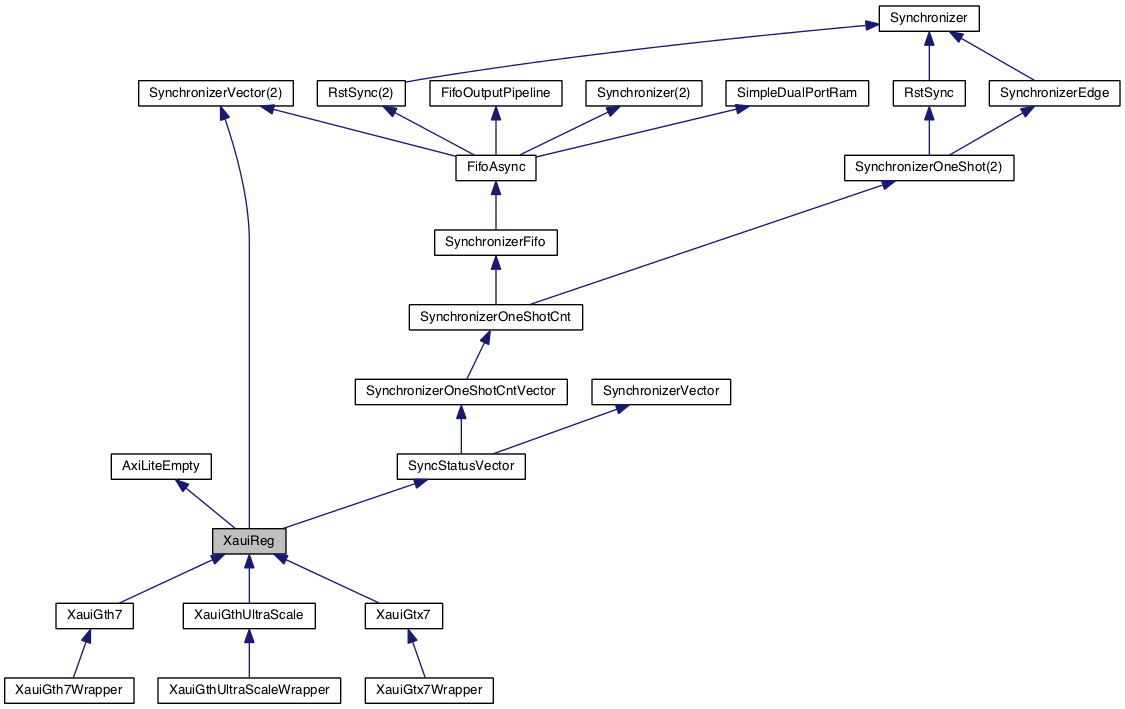 Synchronizer
SynchronizerVector(2)
RstSync(2)
FifoOutputPipeline
Synchronizer(2)
SimpleDualPortRam
RstSync
SynchronizerEdge
FifoAsync
SynchronizerOneShot(2)
SynchronizerFifo
SynchronizerOneShotCnt
SynchronizerOneShotCntVector
SynchronizerVector
AxiLiteEmpty
SyncStatusVector
XauiReg
XauiGth7
XauiGthUltraScale
XauiGtx7
XauiGth7Wrapper
XauiGthUltraScaleWrapper
XauiGtx7Wrapper